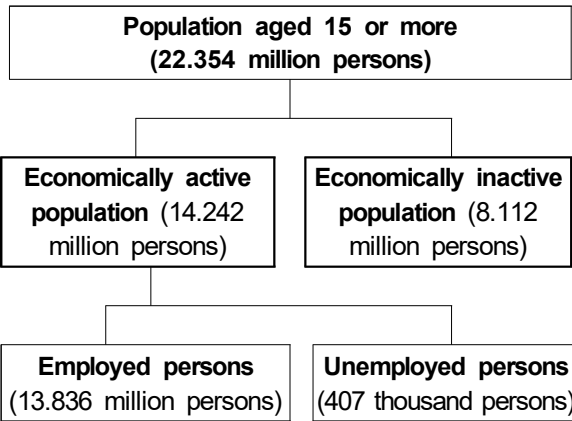 Population aged 15 or more
(22.354 million persons)
Economically active
population (14.242
million persons)
Economically inactive
population (8.112
million persons)
Employed persons
(13.836 million persons)
Unemployed persons
(407 thousand persons)